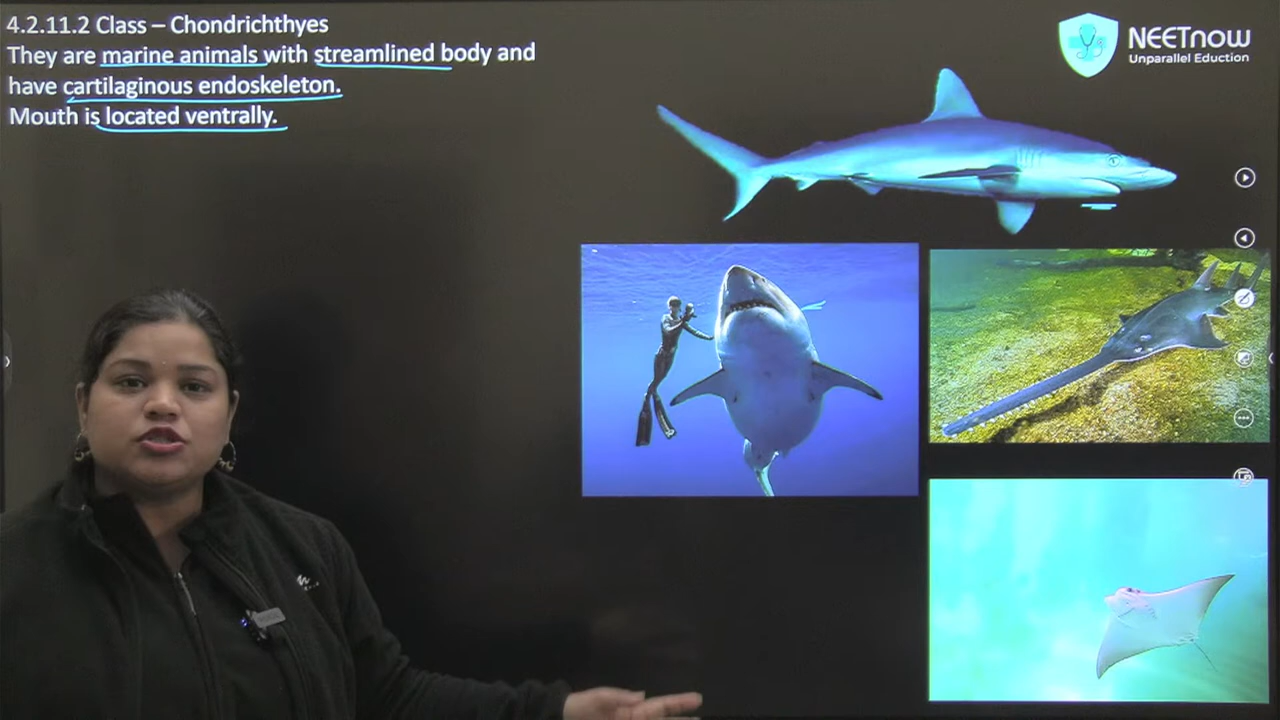 4.2.11.2 Class – Chondrichthyes
They are marine animals with streamlined body and
have cartilaginous endoskeleton.
Mouth is located ventrally.
NEETnow
Unparallel Eduction